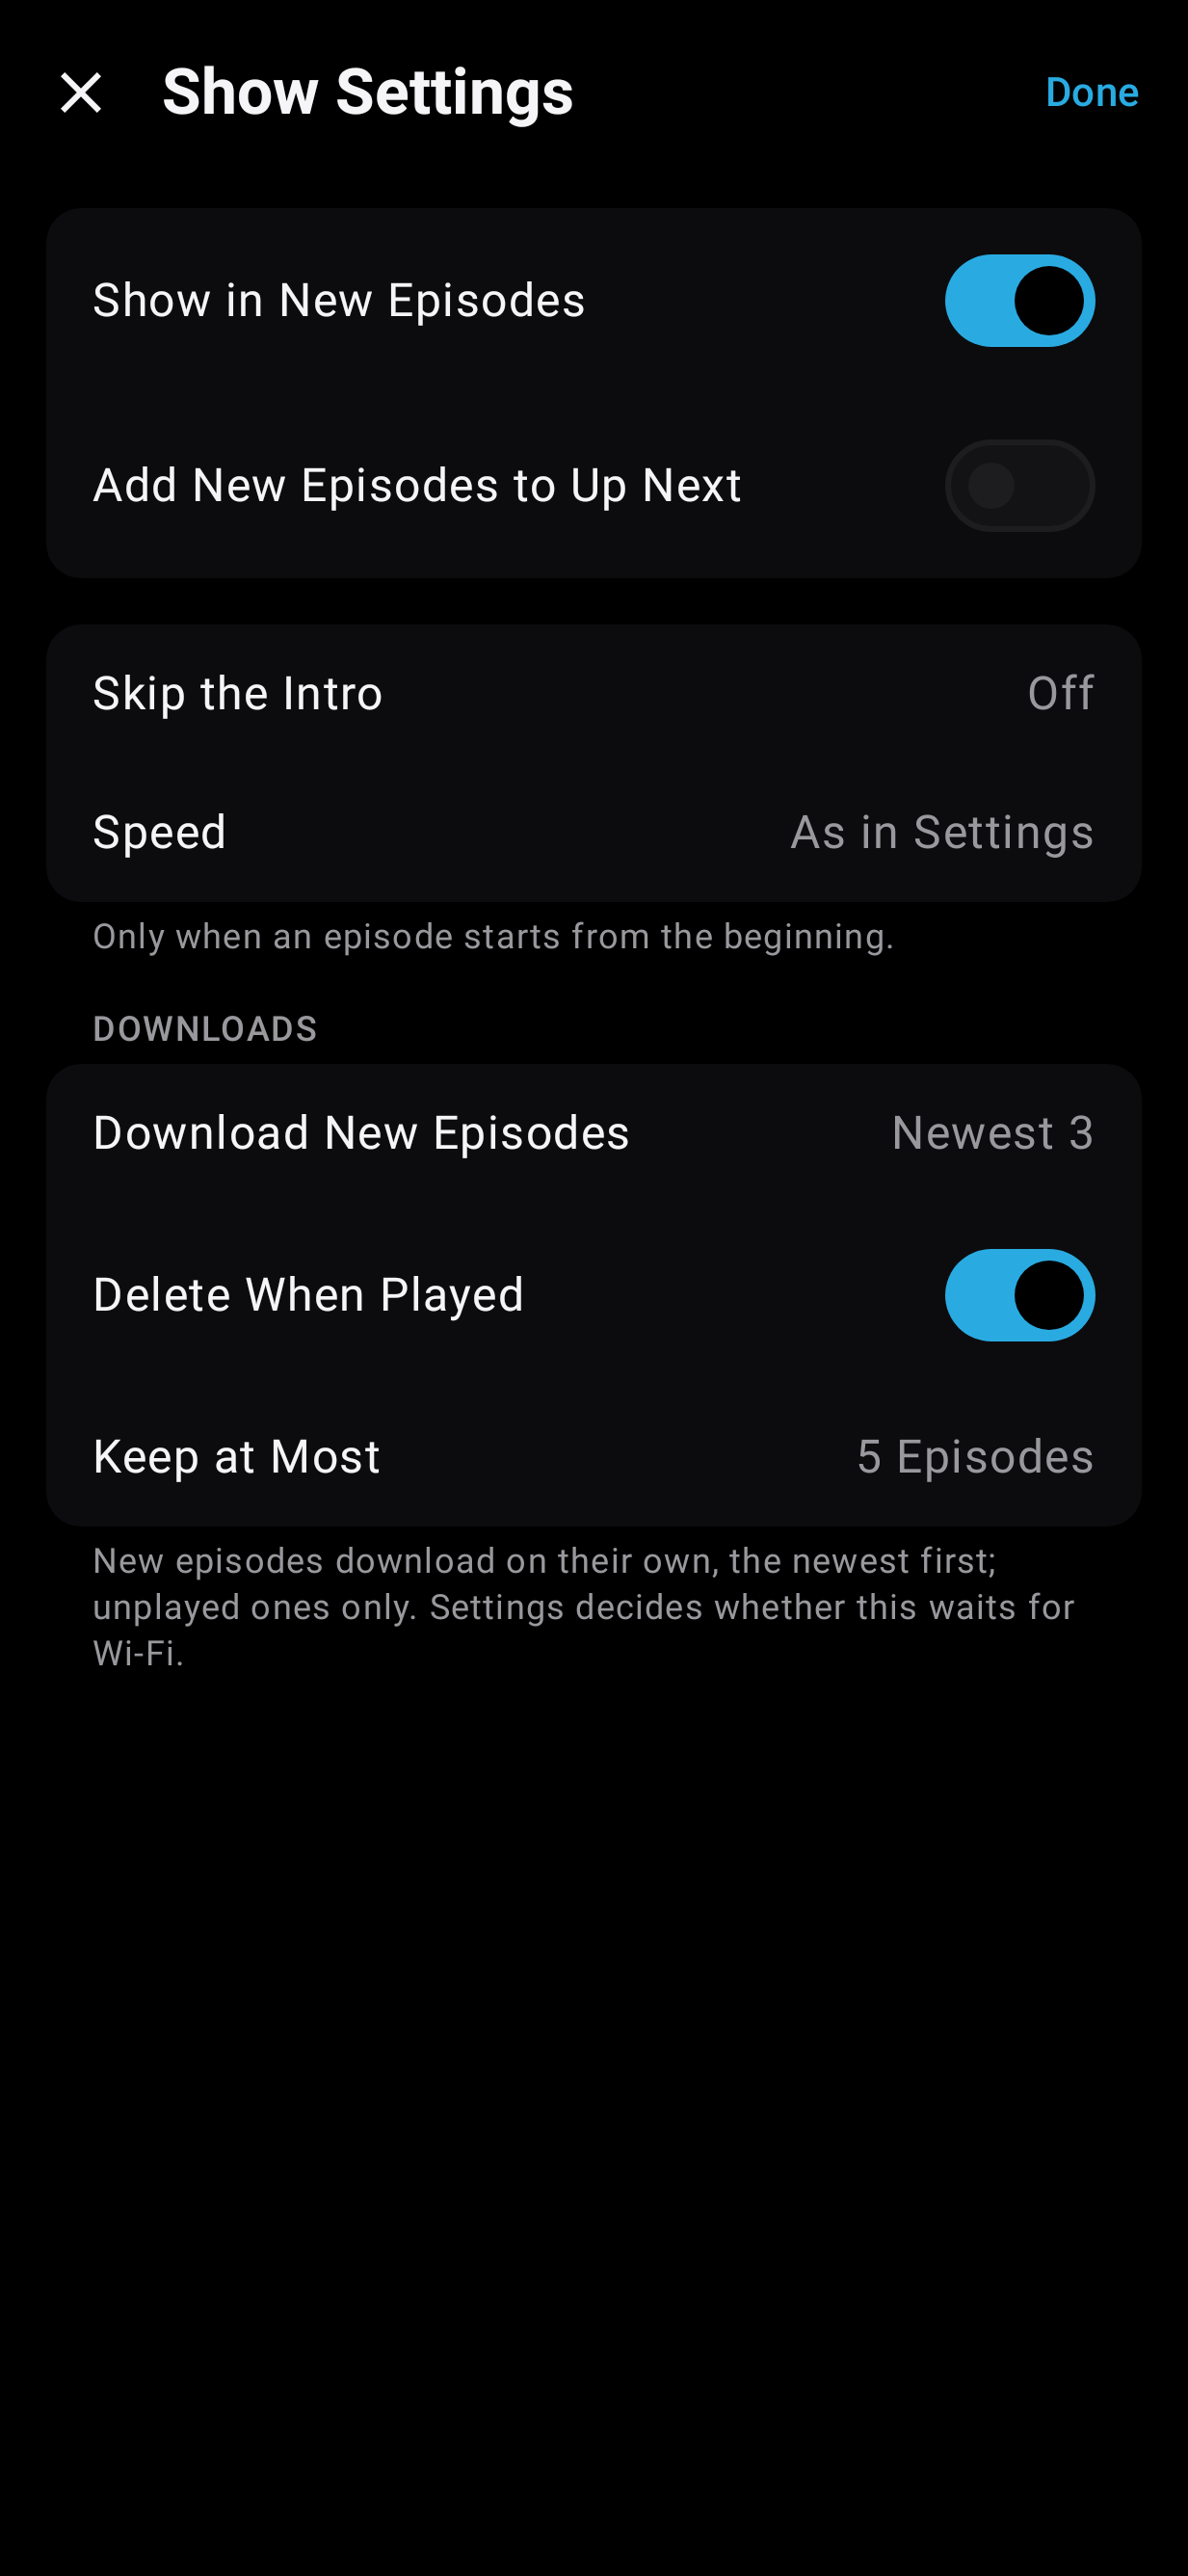 Show Settings
Done
Show in New Episodes
Add New Episodes to Up Next
Skip the Intro
Off
Speed
As in Settings
Only when an episode starts from the beginning.
DOWNLOADS
Download New Episodes
Newest 3
Delete When Played
Keep at Most
5 Episodes
New episodes download on their own, the newest first;
unplayed ones only. Settings decides whether this waits for
Wi-Fi.